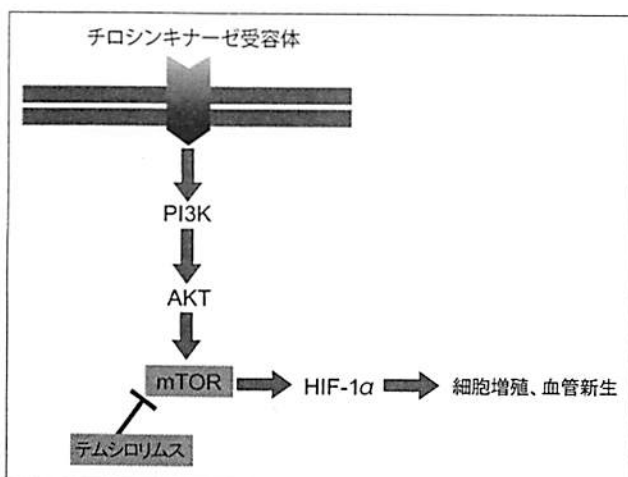 チロシンキナーゼ受容体
PI3K
AKT
mTOR
HIF-1α
細胞増殖、血管新生
テムシロリムス